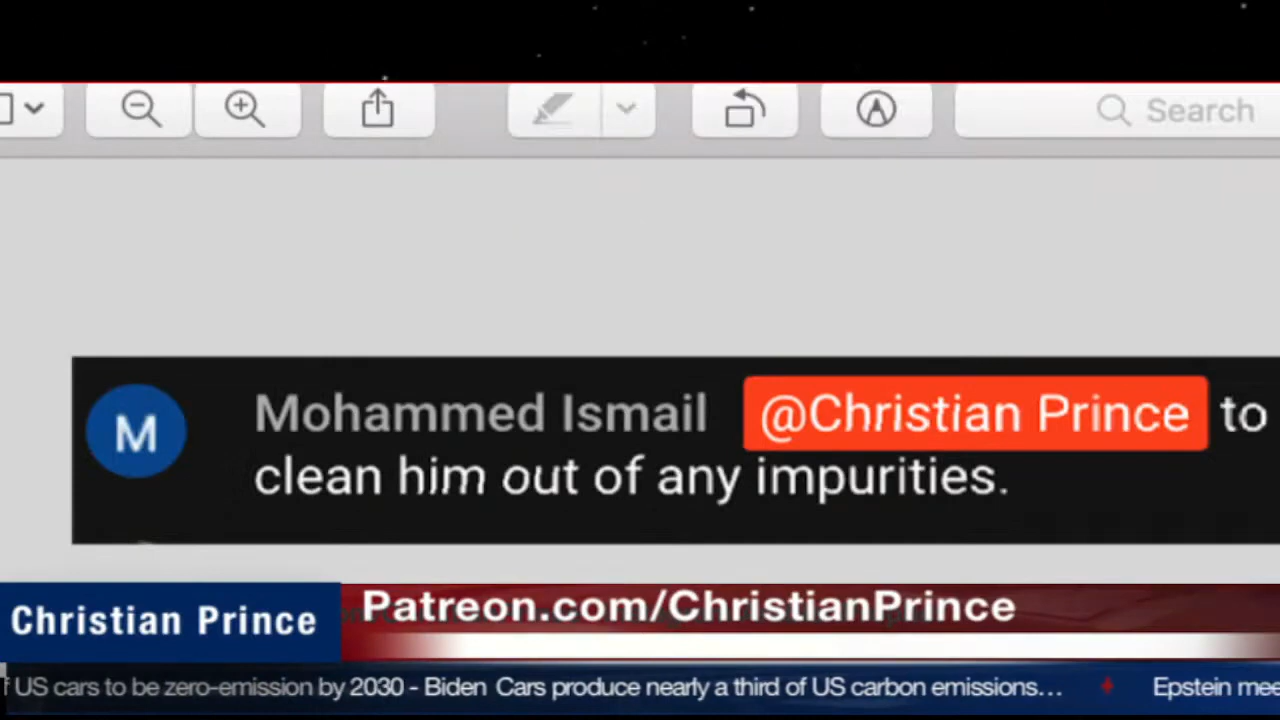 Search
M
Mohammed Ismail @Christian Prince to
clean him out of any impurities.
Christian Prince
Patreon.com/ChristianPrince
US cars to be zero-emission by 2030 - Biden Cars produce nearly a third of US carbon emissions... Epstein mee